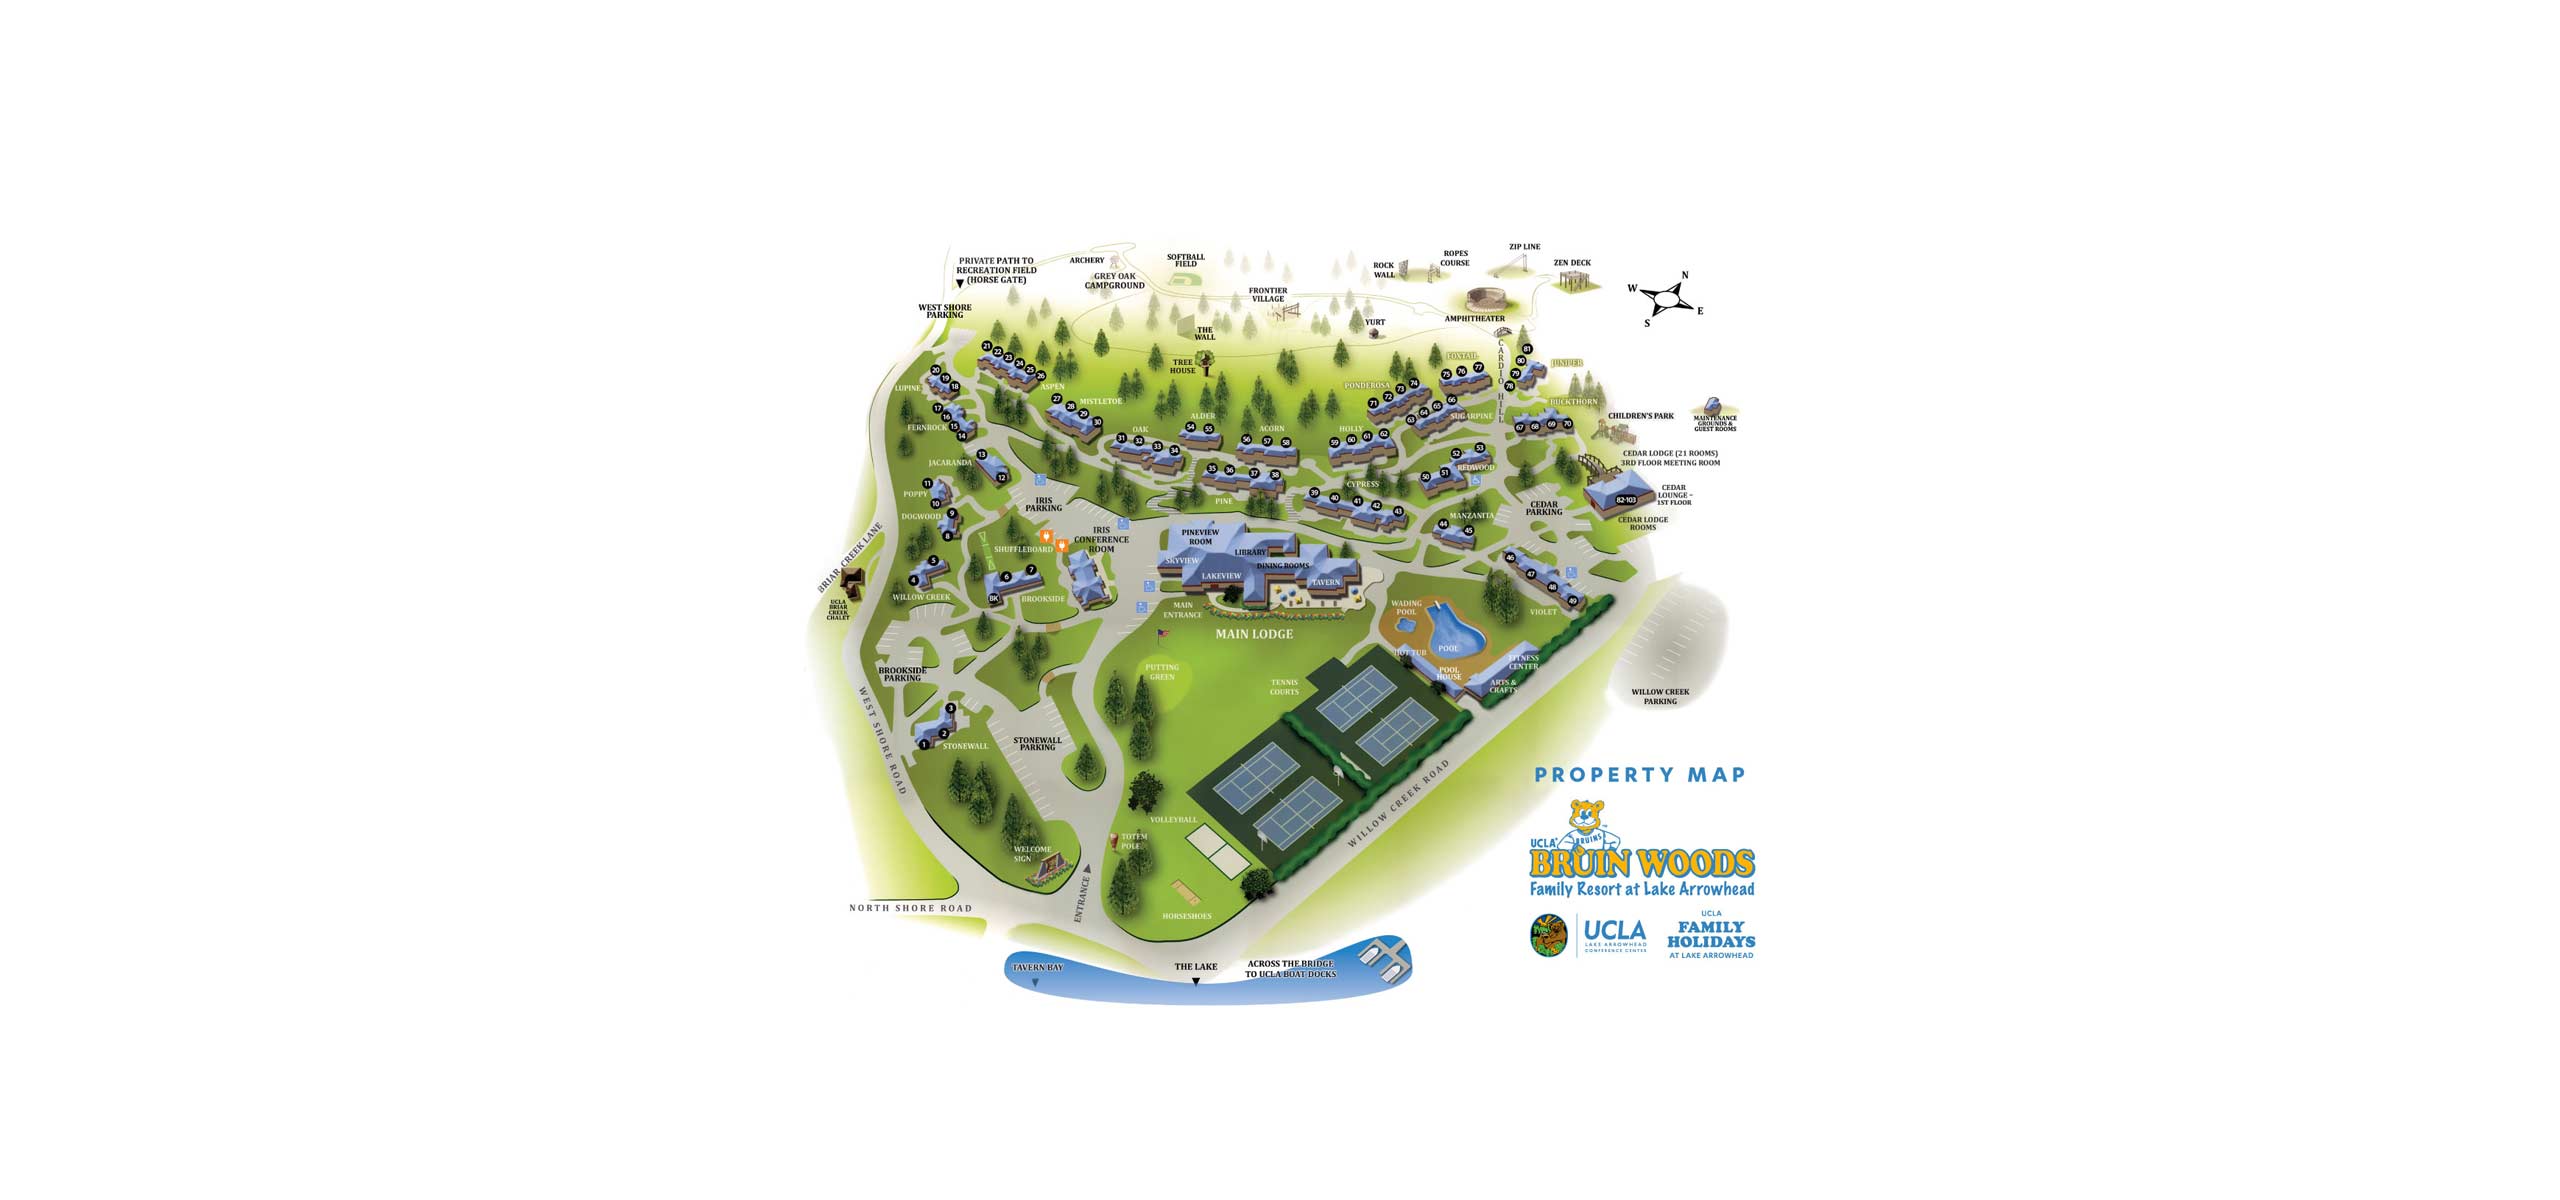 PRIVATE PATH TO
RECREATION FIELD
(HORSE GATE)
WEST SHORE
PARKING
ARCHERY
GREY OAK
CAMPGROUND
SOFTBALL
FIELD
FRONTIER
VILLAGE
THE
WALL
TREE
HOUSE
YURT
ROCK
WALL
ROPES
COURSE
ZIP LINE
ZEN DECK
AMPHITHEATER
N
W
E
S
CARDIO HILL
21
22
23
24
25
26
ASPEN
20
19
18
LUPINE
17
16
15
14
FERNROCK
27
28
29
30
MISTLETOE
31
32
33
34
OAK
54
55
ALDER
56
57
58
ACORN
59
60
61
62
HOLLY
71
72
73
74
PONDEROSA
75
76
77
FOXTAIL
63
64
65
66
SUGARPINE
81
80
79
78
JUNIPER
BUCKTHORN
67
68
69
70
CHILDREN'S PARK
MAINTENANCE
GROUNDS &
GUEST ROOMS
CEDAR LODGE (21 ROOMS)
3RD FLOOR MEETING ROOM
CEDAR
LOUNGE –
1ST FLOOR
82-103
CEDAR LODGE
ROOMS
CEDAR
PARKING
JACARANDA
13
12
POPPY
11
10
DOGWOOD
9
8
IRIS
PARKING
35
36
37
38
PINE
39
40
41
42
43
CYPRESS
50
51
52
53
REDWOOD
44
45
MANZANITA
46
47
48
49
VIOLET
SHUFFLEBOARD
IRIS
CONFERENCE
ROOM
PINEVIEW
ROOM
LIBRARY
SKYVIEW
LAKEVIEW
DINING ROOMS
TAVERN
MAIN
ENTRANCE
MAIN LODGE
BRIAR CREEK LANE
UCLA
BRIAR
CREEK
CHALET
5
4
WILLOW CREEK
6
7
BK
BROOKSIDE
BROOKSIDE
PARKING
WEST SHORE ROAD
3
2
1
STONEWALL
STONEWALL
PARKING
PUTTING
GREEN
WADING
POOL
POOL
HOT TUB
POOL
HOUSE
FITNESS
CENTER
ARTS &
CRAFTS
TENNIS
COURTS
WILLOW CREEK
PARKING
WILLOW CREEK ROAD
VOLLEYBALL
TOTEM
POLE
WELCOME
SIGN
ENTRANCE
HORSESHOES
NORTH SHORE ROAD
TAVERN BAY
THE LAKE
ACROSS THE BRIDGE
TO UCLA BOAT DOCKS
PROPERTY MAP
BRUINS
UCLA
BRUIN WOODS
Family Resort at Lake Arrowhead
UCLA
LAKE ARROWHEAD
CONFERENCE CENTER
UCLA
FAMILY
HOLIDAYS
AT LAKE ARROWHEAD